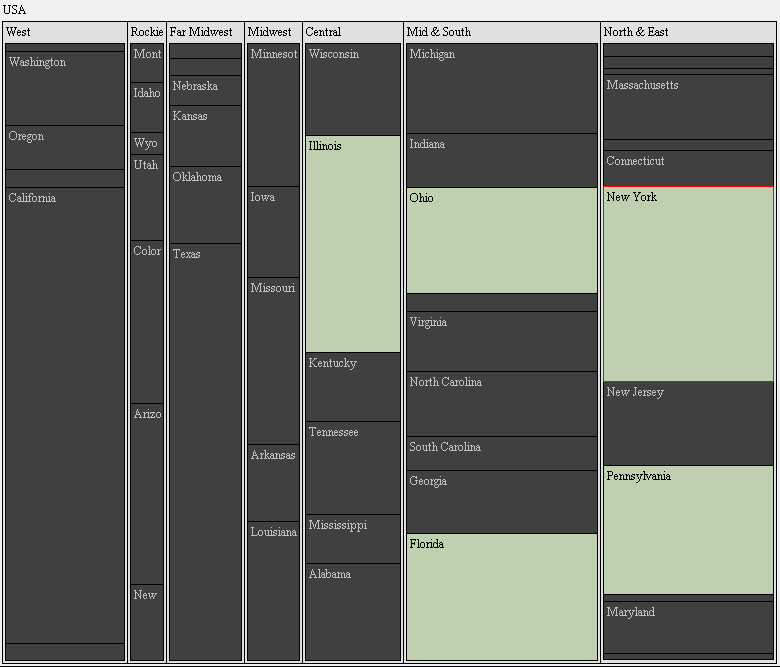 USA
West
Rockie
Far Midwest
Midwest
Central
Mid & South
North & East
Washington
Oregon
California
Mont
Idaho
Wyo
Utah
Color
Arizo
New
Nebraska
Kansas
Oklahoma
Texas
Minnesot
Iowa
Missouri
Arkansas
Louisiana
Wisconsin
Illinois
Kentucky
Tennessee
Mississippi
Alabama
Michigan
Indiana
Ohio
Virginia
North Carolina
South Carolina
Georgia
Florida
Massachusetts
Connecticut
New York
New Jersey
Pennsylvania
Maryland